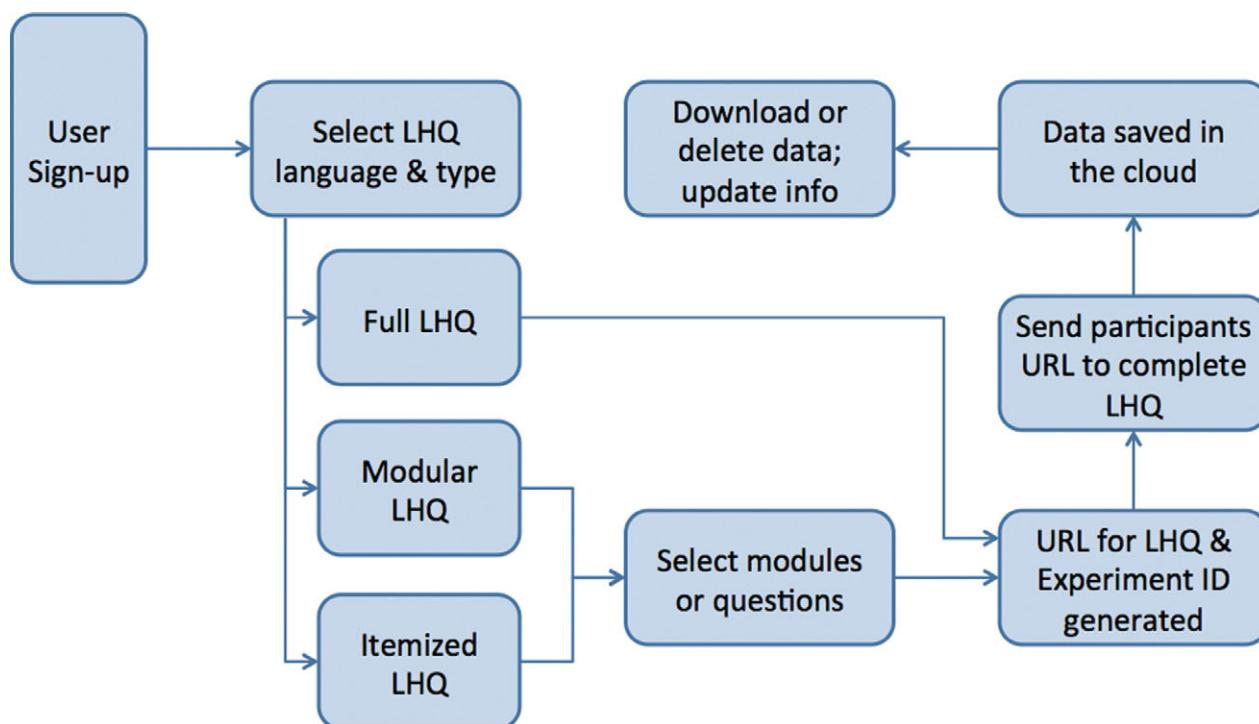 User
Sign-up
Select LHQ
language & type
Download or
delete data;
update info
Data saved in
the cloud
Full LHQ
Send participants
URL to complete
LHQ
Modular
LHQ
Select modules
or questions
URL for LHQ &
Experiment ID
generated
Itemized
LHQ